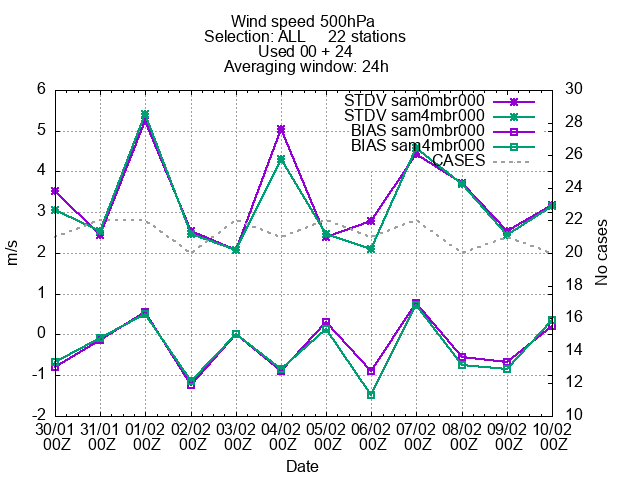 Wind speed 500hPa
Selection: ALL 22 stations
Used 00 + 24
Averaging window: 24h
STDV sam0mbr000
STDV sam4mbr000
BIAS sam0mbr000
BIAS sam4mbr000
CASES
6
5
4
3
2
1
0
-1
-2
m/s
30
28
26
24
22
20
18
16
14
12
10
No cases
30/01 31/01 01/02 02/02 03/02 04/02 05/02 06/02 07/02 08/02 09/02 10/02
00Z 00Z 00Z 00Z 00Z 00Z 00Z 00Z 00Z 00Z 00Z 00Z
Date